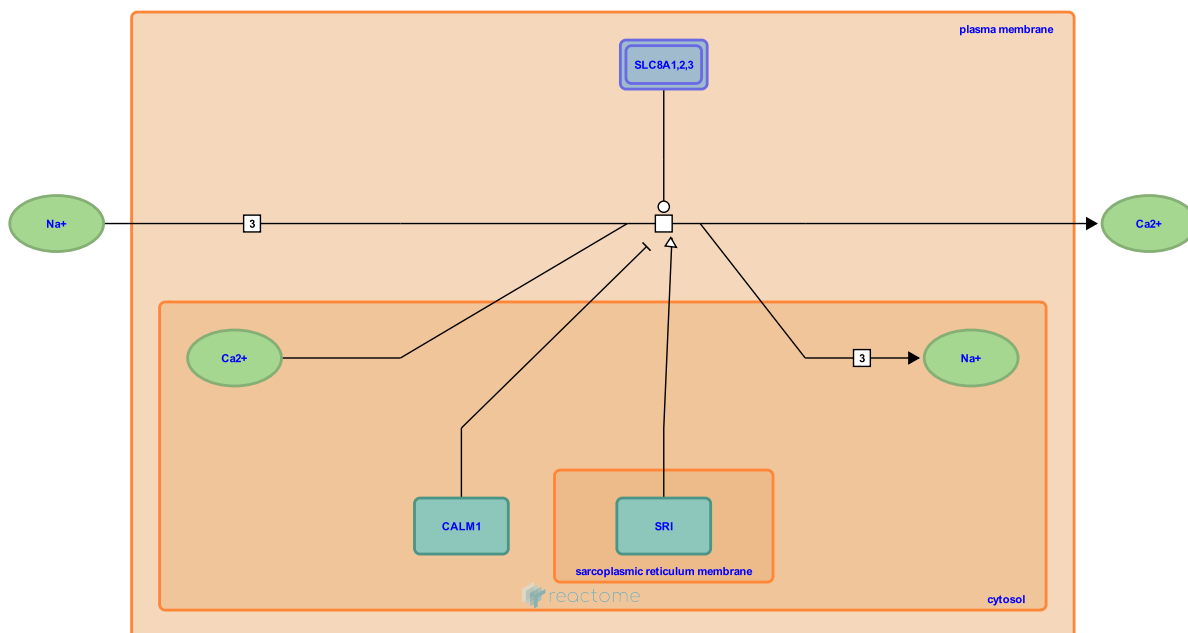 plasma membrane
SLC8A1,2,3
Na+
3
Ca2+
Ca2+
3
Na+
CALM1
SRI
sarcoplasmic reticulum membrane
reactome
cytosol